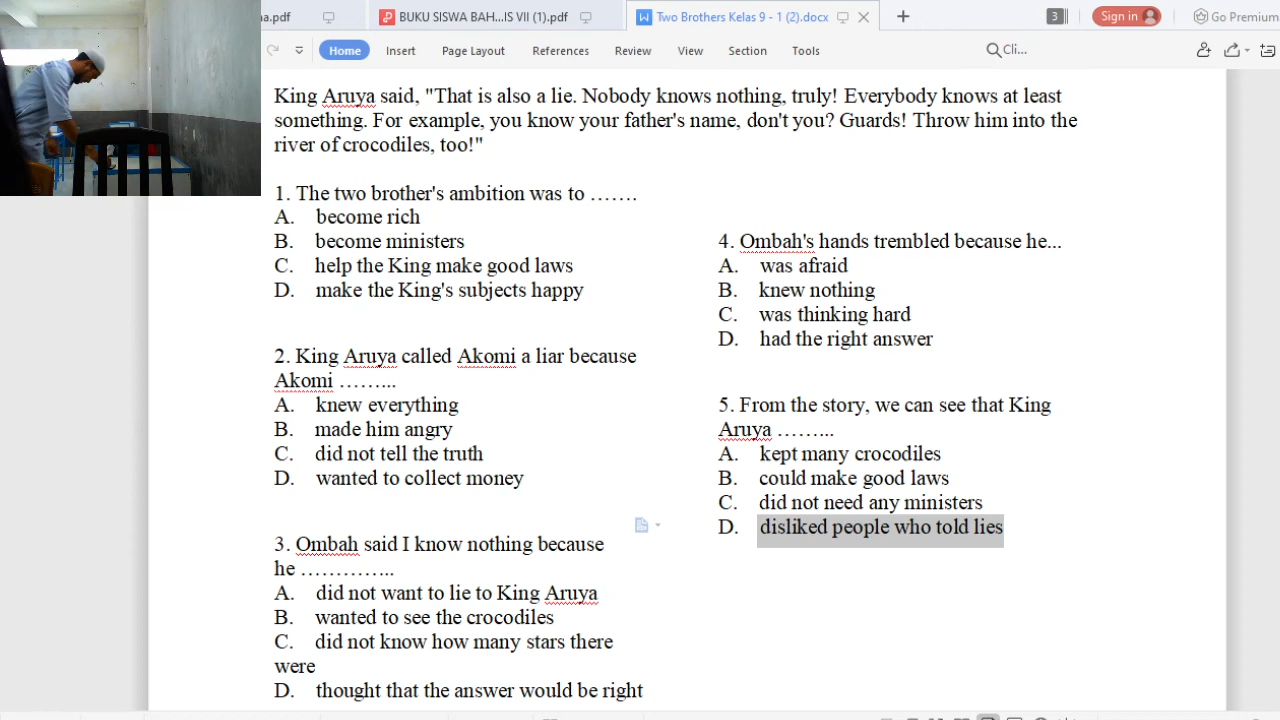 na.pdf
BUKU SISWA BAH...IS VII (1).pdf
Two Brothers Kelas 9 - 1 (2).docx
3
Sign in
Go Premium
Home
Insert
Page Layout
References
Review
View
Section
Tools
Cli...
King Aruya said, "That is also a lie. Nobody knows nothing, truly! Everybody knows at least
something. For example, you know your father's name, don't you? Guards! Throw him into the
river of crocodiles, too!"
1. The two brother's ambition was to …….
A. become rich
B. become ministers
C. help the King make good laws
D. make the King's subjects happy
2. King Aruya called Akomi a liar because
Akomi ……...
A. knew everything
B. made him angry
C. did not tell the truth
D. wanted to collect money
3. Ombah said I know nothing because
he …………..
A. did not want to lie to King Aruya
B. wanted to see the crocodiles
C. did not know how many stars there
were
D. thought that the answer would be right
4. Ombah's hands trembled because he...
A. was afraid
B. knew nothing
C. was thinking hard
D. had the right answer
5. From the story, we can see that King
Aruya ……...
A. kept many crocodiles
B. could make good laws
C. did not need any ministers
D. disliked people who told lies